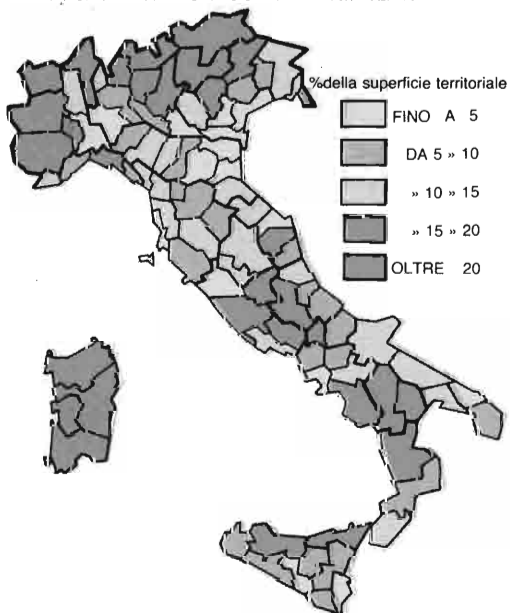 %della superficie territoriale
FINO A 5
DA 5 » 10
» 10 » 15
» 15 » 20
OLTRE 20